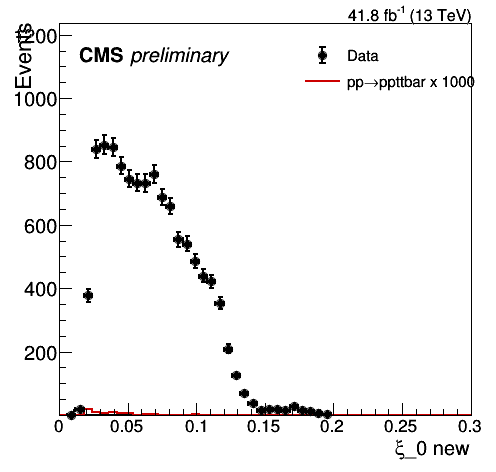 41.8 fb⁻¹ (13 TeV)
Events
CMS preliminary
Data
pp→ppttbar x 1000
1200
1000
800
600
400
200
0
0.05
0.1
0.15
0.2
0.25
0.3
ξ_0 new